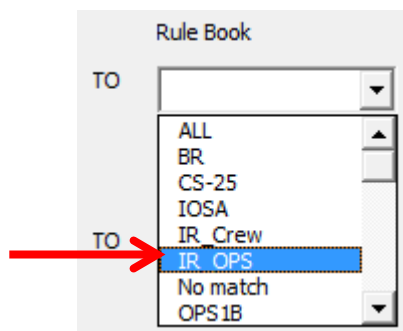 Rule Book
TO
ALL
BR
CS-25
IOSA
TO
IR_Crew
IR_OPS
No match
OPS1B